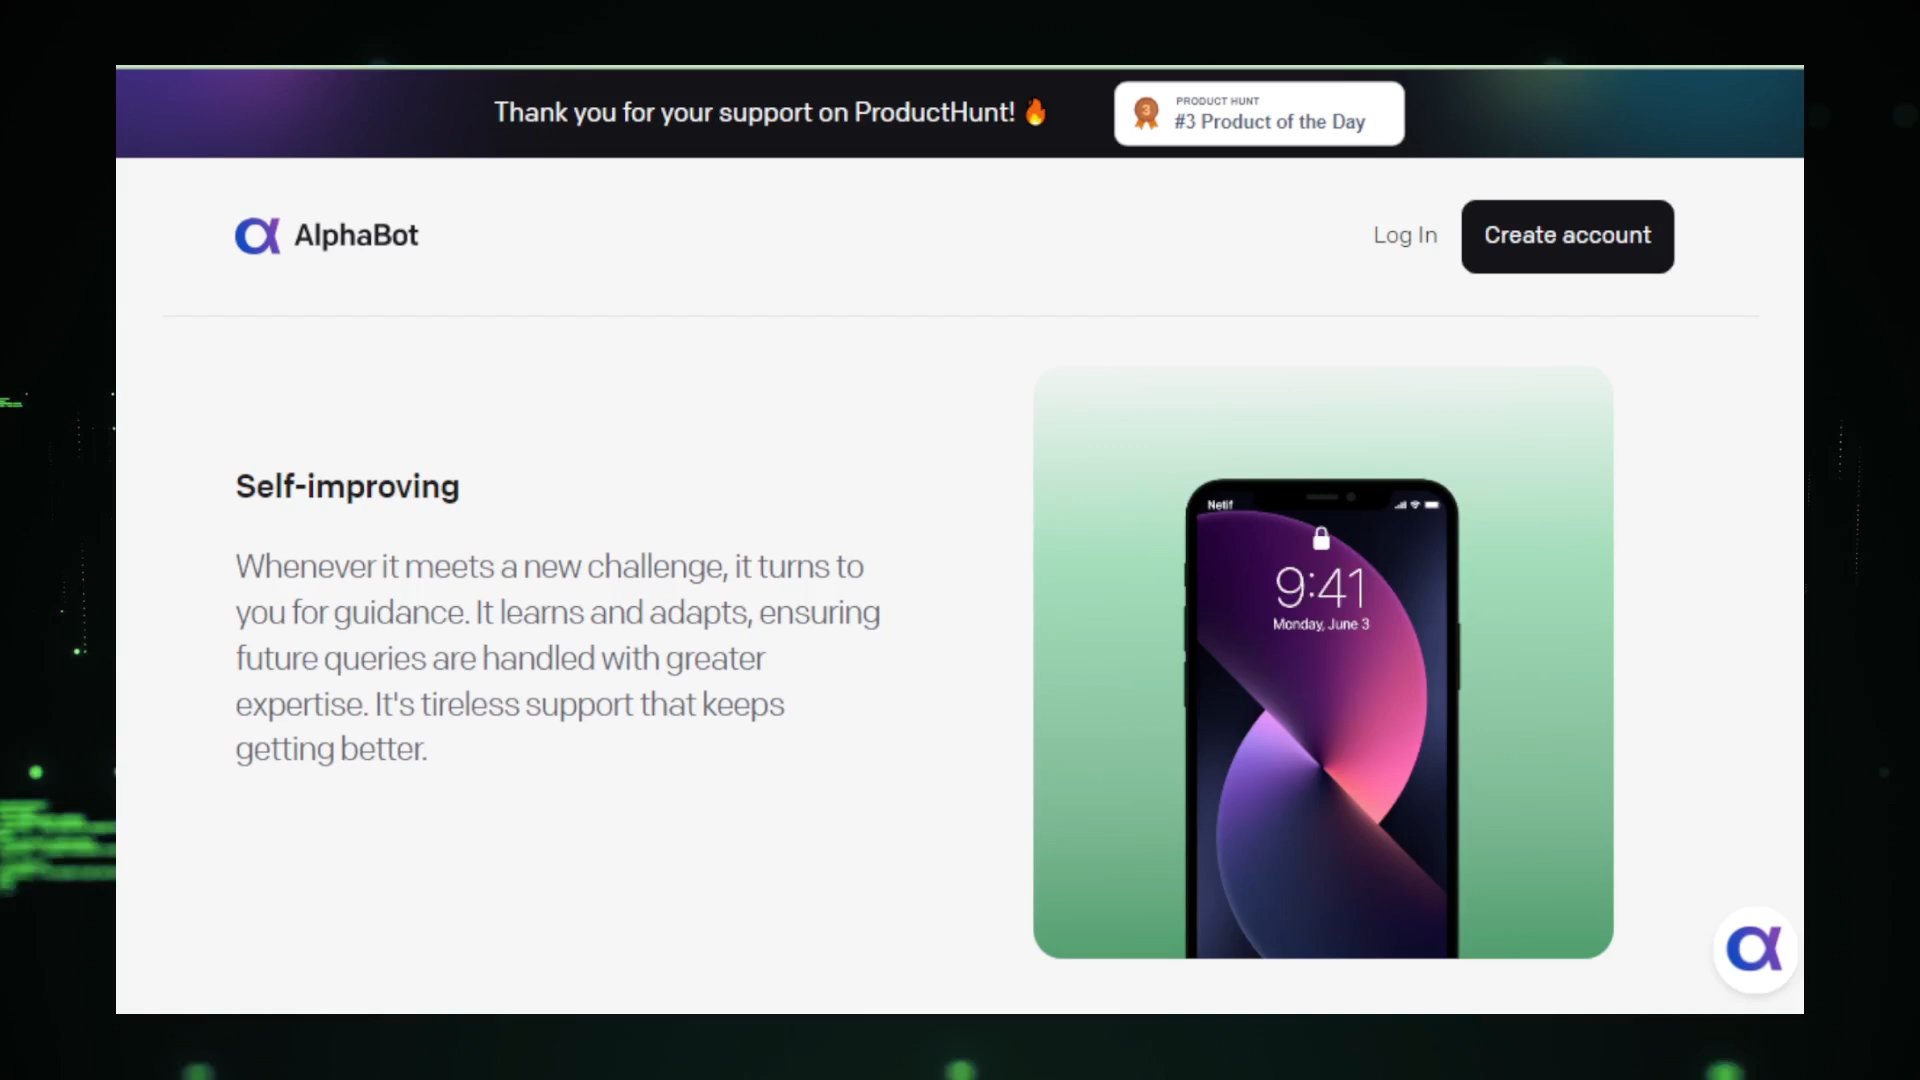 Thank you for your support on ProductHunt! 🔥
3
PRODUCT HUNT
#3 Product of the Day
AlphaBot
Log In
Create account
Self-improving
Whenever it meets a new challenge, it turns to
you for guidance. It learns and adapts, ensuring
future queries are handled with greater
expertise. It's tireless support that keeps
getting better.
Netif
9:41
Monday, June 3